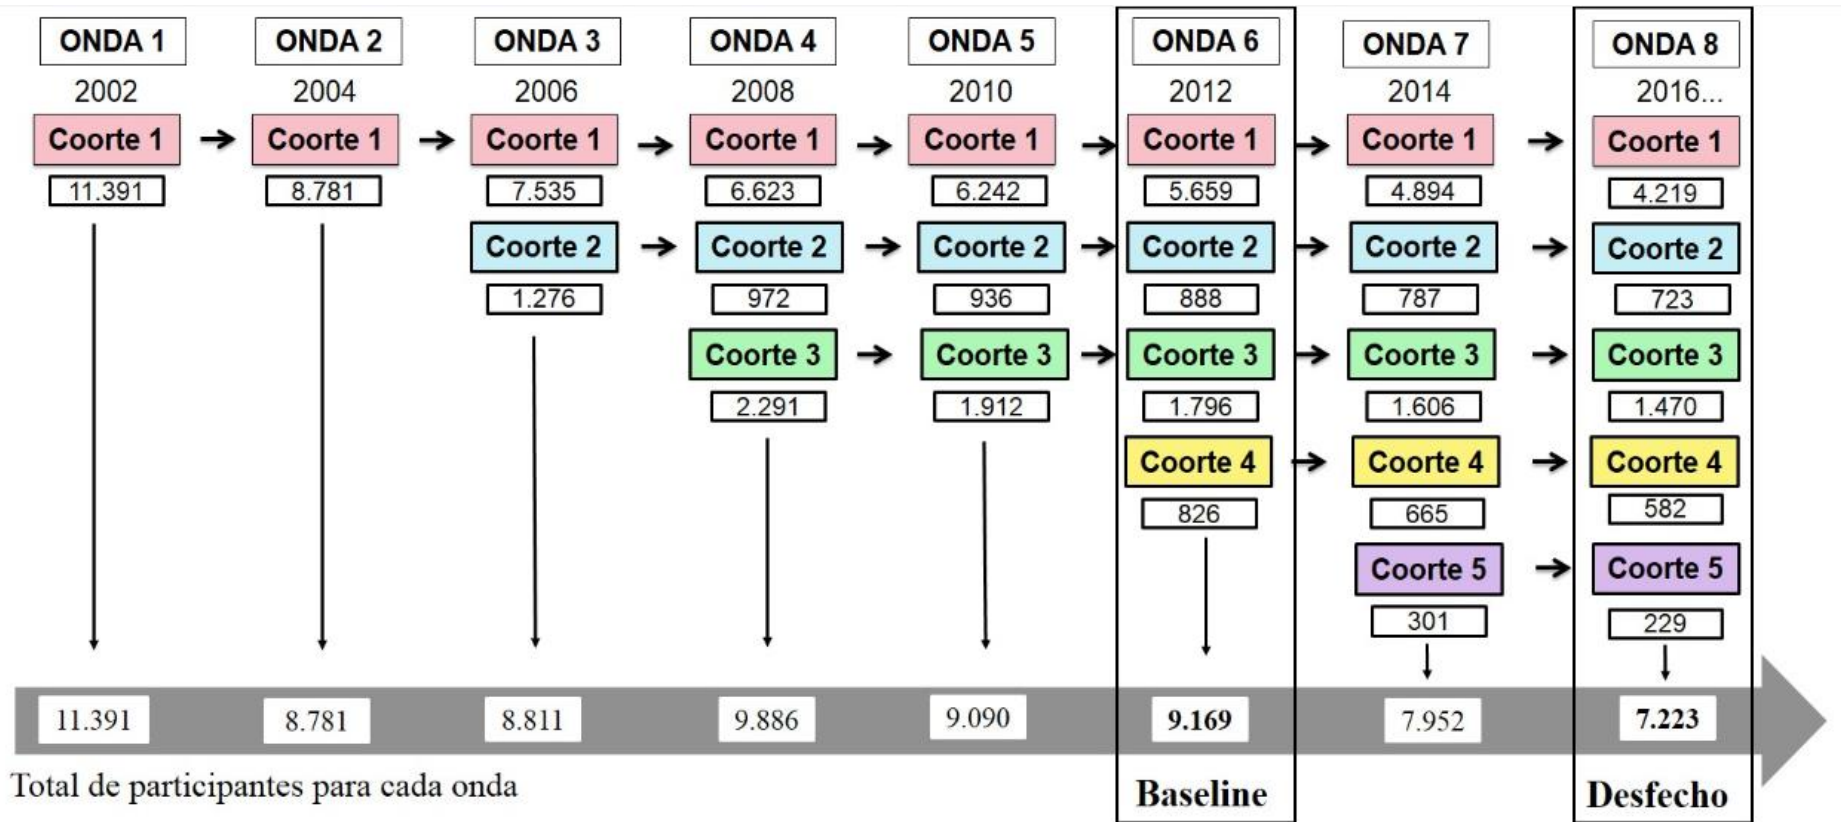 ONDA 1 ONDA 2 ONDA 3 ONDA 4 ONDA 5 ONDA 6 ONDA 7 ONDA 8
2002 2004 2006 2008 2010 2012 2014 2016...
Coorte 1 Coorte 1 Coorte 1 Coorte 1 Coorte 1 Coorte 1 Coorte 1 Coorte 1
11.391 8.781 7.535 6.623 6.242 5.659 4.894 4.219
Coorte 2 Coorte 2 Coorte 2 Coorte 2 Coorte 2 Coorte 2
1.276 972 936 888 787 723
Coorte 3 Coorte 3 Coorte 3 Coorte 3 Coorte 3
2.291 1.912 1.796 1.606 1.470
Coorte 4 Coorte 4 Coorte 4
826 665 582
Coorte 5 Coorte 5
301 229
11.391 8.781 8.811 9.886 9.090 9.169 7.952 7.223
Total de participantes para cada onda
Baseline Desfecho